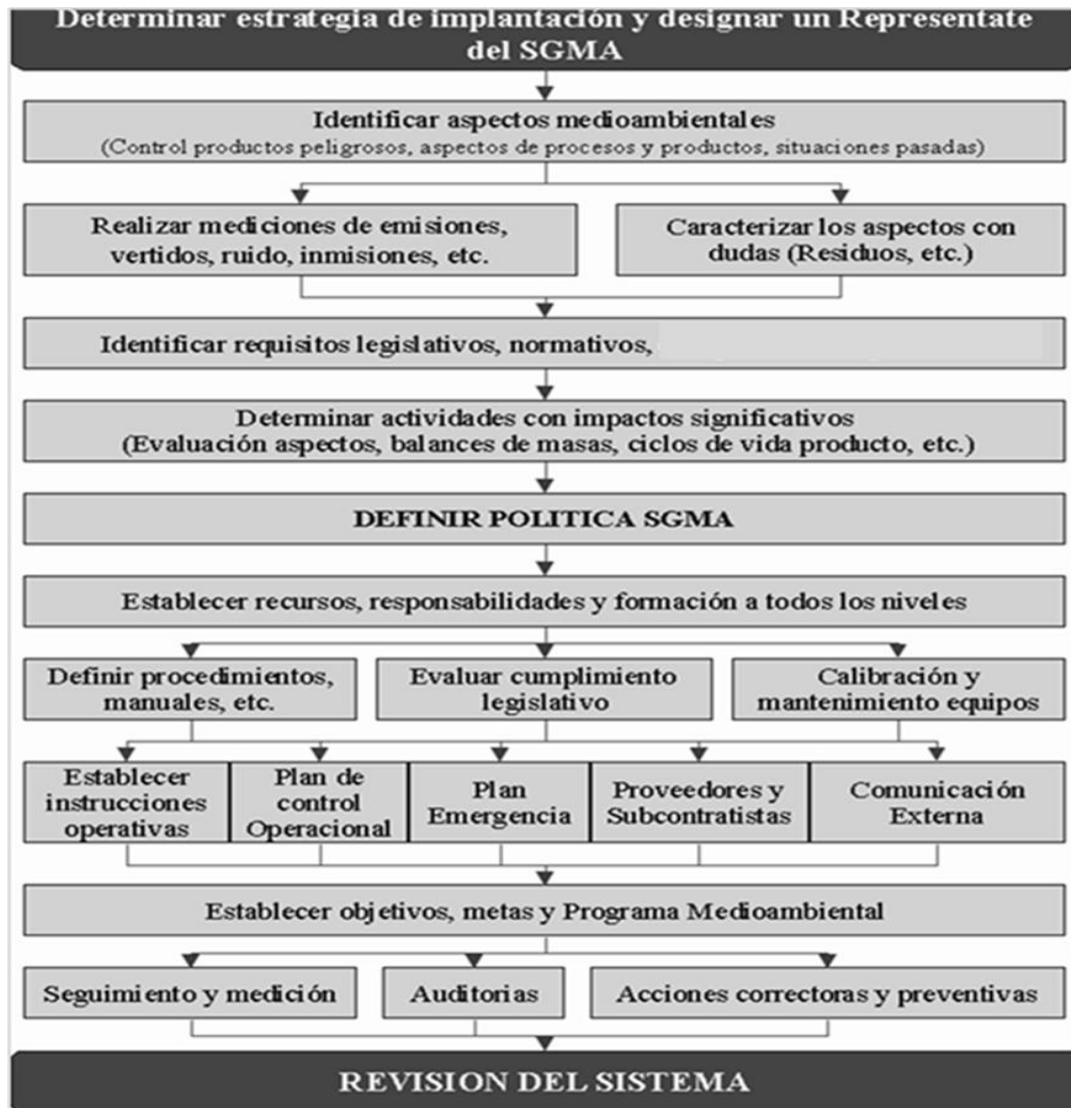 Determinar estrategia de implantación y designar un Represetate
del SGMA
Identificar aspectos medioambientales
(Control productos peligrosos, aspectos de procesos y productos, situaciones pasadas)
Realizar mediciones de emisiones,
vertidos, ruido, inmisiones, etc.
Caracterizar los aspectos con
dudas (Residuos, etc.)
Identificar requisitos legislativos, normativos,
Determinar actividades con impactos significativos
(Evaluación aspectos, balances de masas, ciclos de vida producto, etc.)
DEFINIR POLITICA SGMA
Establecer recursos, responsabilidades y formación a todos los niveles
Definir procedimientos,
manuales, etc.
Evaluar cumplimiento
legislativo
Calibración y
mantenimiento equipos
Establecer
instrucciones
operativas
Plan de
control
Operacional
Plan
Emergencia
Proveedores y
Subcontratistas
Comunicación
Externa
Establecer objetivos, metas y Programa Medioambiental
Seguimiento y medición
Auditorias
Acciones correctoras y preventivas
REVISION DEL SISTEMA